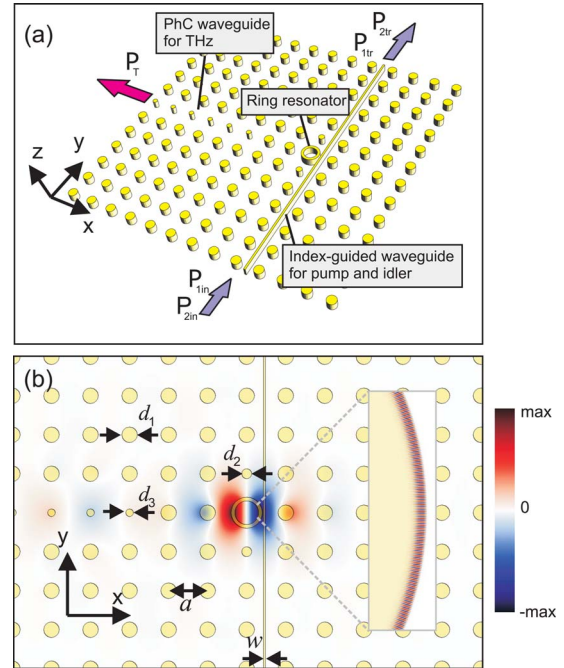 (a)
PhC waveguide
for THz
P2tr
P1tr
PT
Ring resonator
z
y
x
Index-guided waveguide
for pump and idler
P1in
P2in
(b)
d1
d2
d3
y
x
a
w
max
0
-max